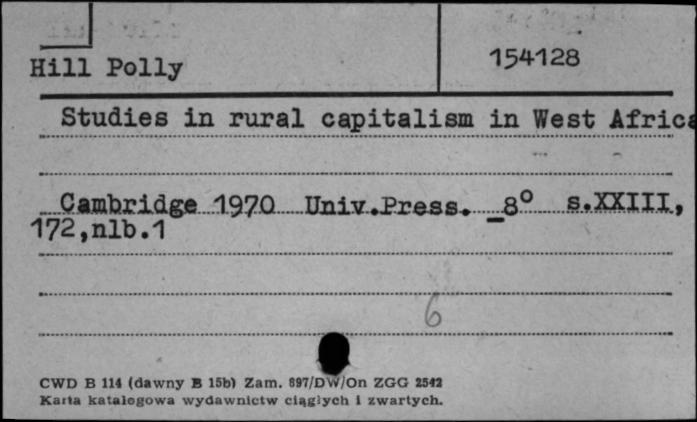 Hill Polly 154128
Studies in rural capitalism in West Africa
Cambridge 1970 Univ.Press. 8° s.XXIII,
172,nlb.1
6
CWD B 114 (dawny B 15b) Zam. 897/DW/On ZGG 2542
Karta katalogowa wydawnictw ciągłych i zwartych.